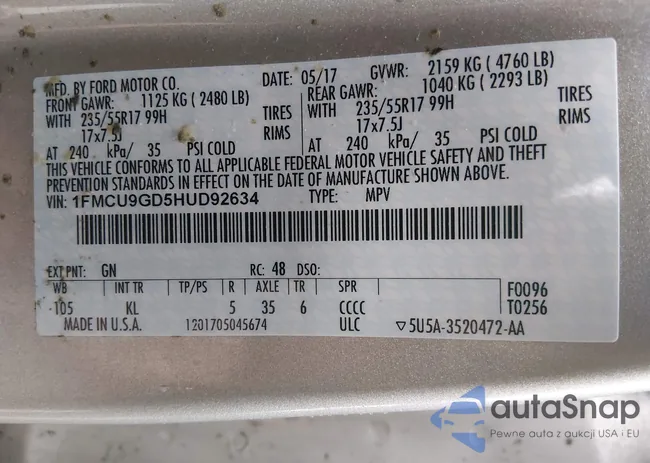 MFD. BY FORD MOTOR CO. DATE: 05/17 GVWR: 2159 KG ( 4760 LB)
FRONT GAWR: 1125 KG ( 2480 LB) REAR GAWR: 1040 KG ( 2293 LB)
WITH 235/55R17 99H TIRES WITH 235/55R17 99H TIRES
17x7.5J RIMS 17x7.5J RIMS
AT 240 kPa/ 35 PSI COLD AT 240 kPa/ 35 PSI COLD
THIS VEHICLE CONFORMS TO ALL APPLICABLE FEDERAL MOTOR VEHICLE SAFETY AND THEFT
PREVENTION STANDARDS IN EFFECT ON THE DATE OF MANUFACTURE SHOWN ABOVE.
VIN: 1FMCU9GD5HUD92634 TYPE: MPV
EXT PNT: GN RC: 48 DSO:
WB INT TR TP/PS R AXLE TR SPR F0096
105 KL 5 35 6 CCCC T0256
MADE IN U.S.A. 1201705045674 ULC ▽5U5A-3520472-AA
autaSnap
Pewne auta z aukcji USA i EU